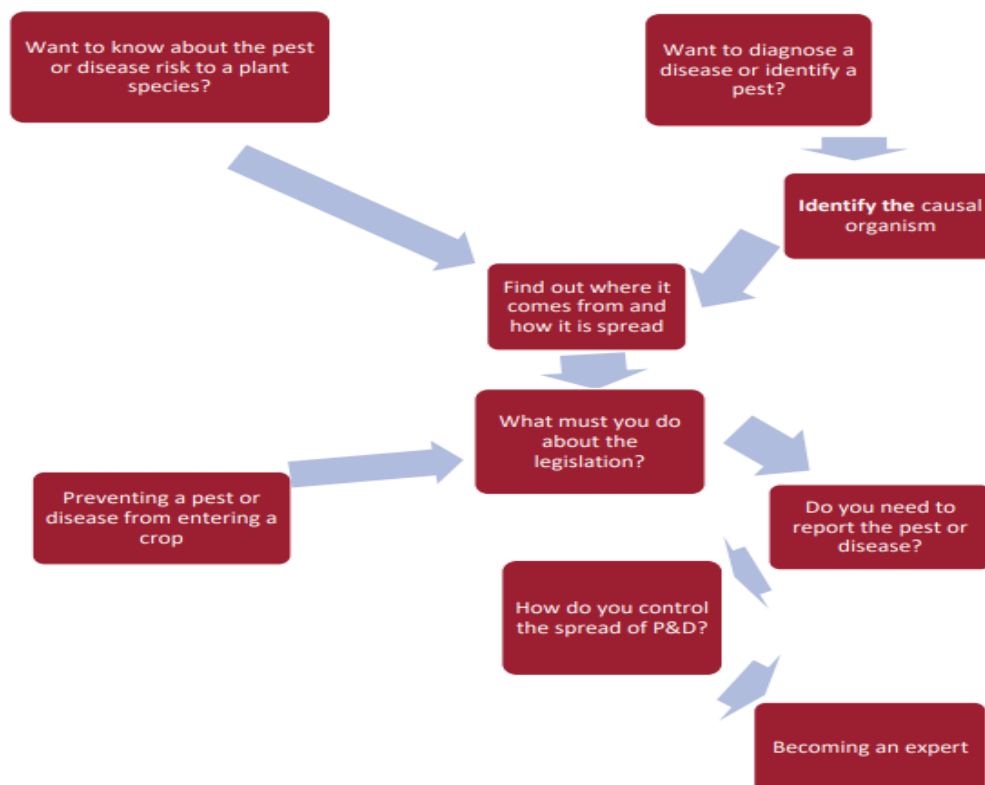 Want to know about the pest
or disease risk to a plant
species?
Want to diagnose a
disease or identify a
pest?
Identify the causal
organism
Find out where it
comes from and
how it is spread
What must you do
about the
legislation?
Preventing a pest or
disease from entering a
crop
Do you need to
report the pest or
disease?
How do you control
the spread of P&D?
Becoming an expert